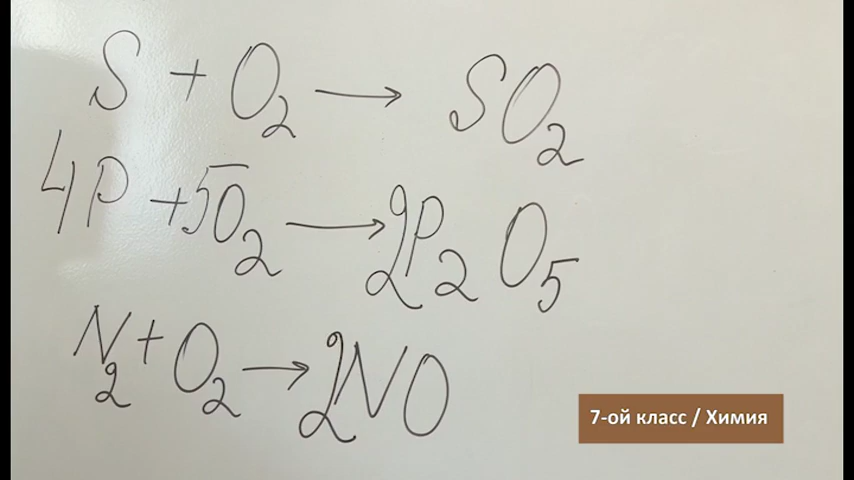 S + O₂ → SO₂
4P + 5O₂ → 2P₂O₅
N₂ + O₂ → 2NO
7-ой класс / Химия